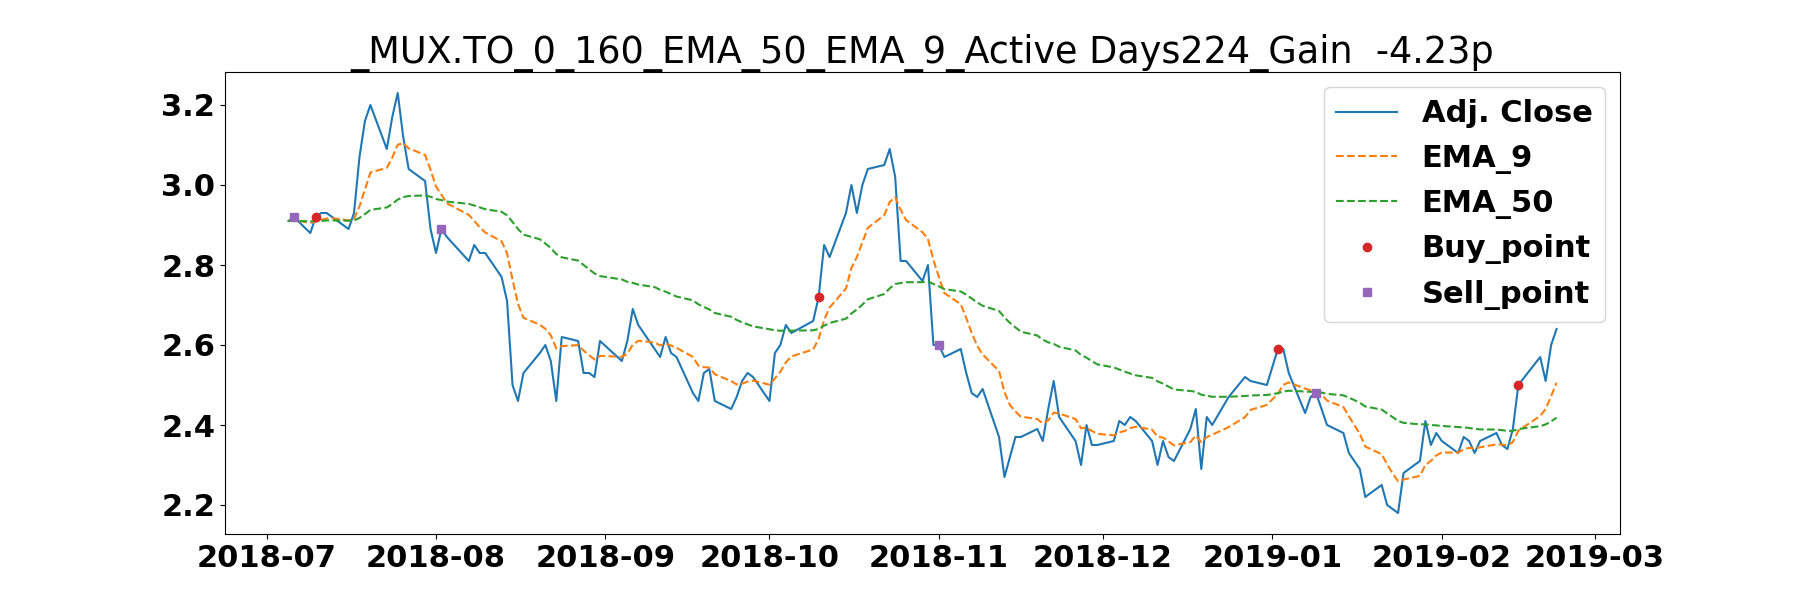 _MUX.TO_0_160_EMA_50_EMA_9_Active Days224_Gain  -4.23p
3.2
3.0
2.8
2.6
2.4
2.2
Adj. Close
EMA_9
EMA_50
Buy_point
Sell_point
2018-07 2018-08 2018-09 2018-10 2018-11 2018-12 2019-01 2019-02 2019-03